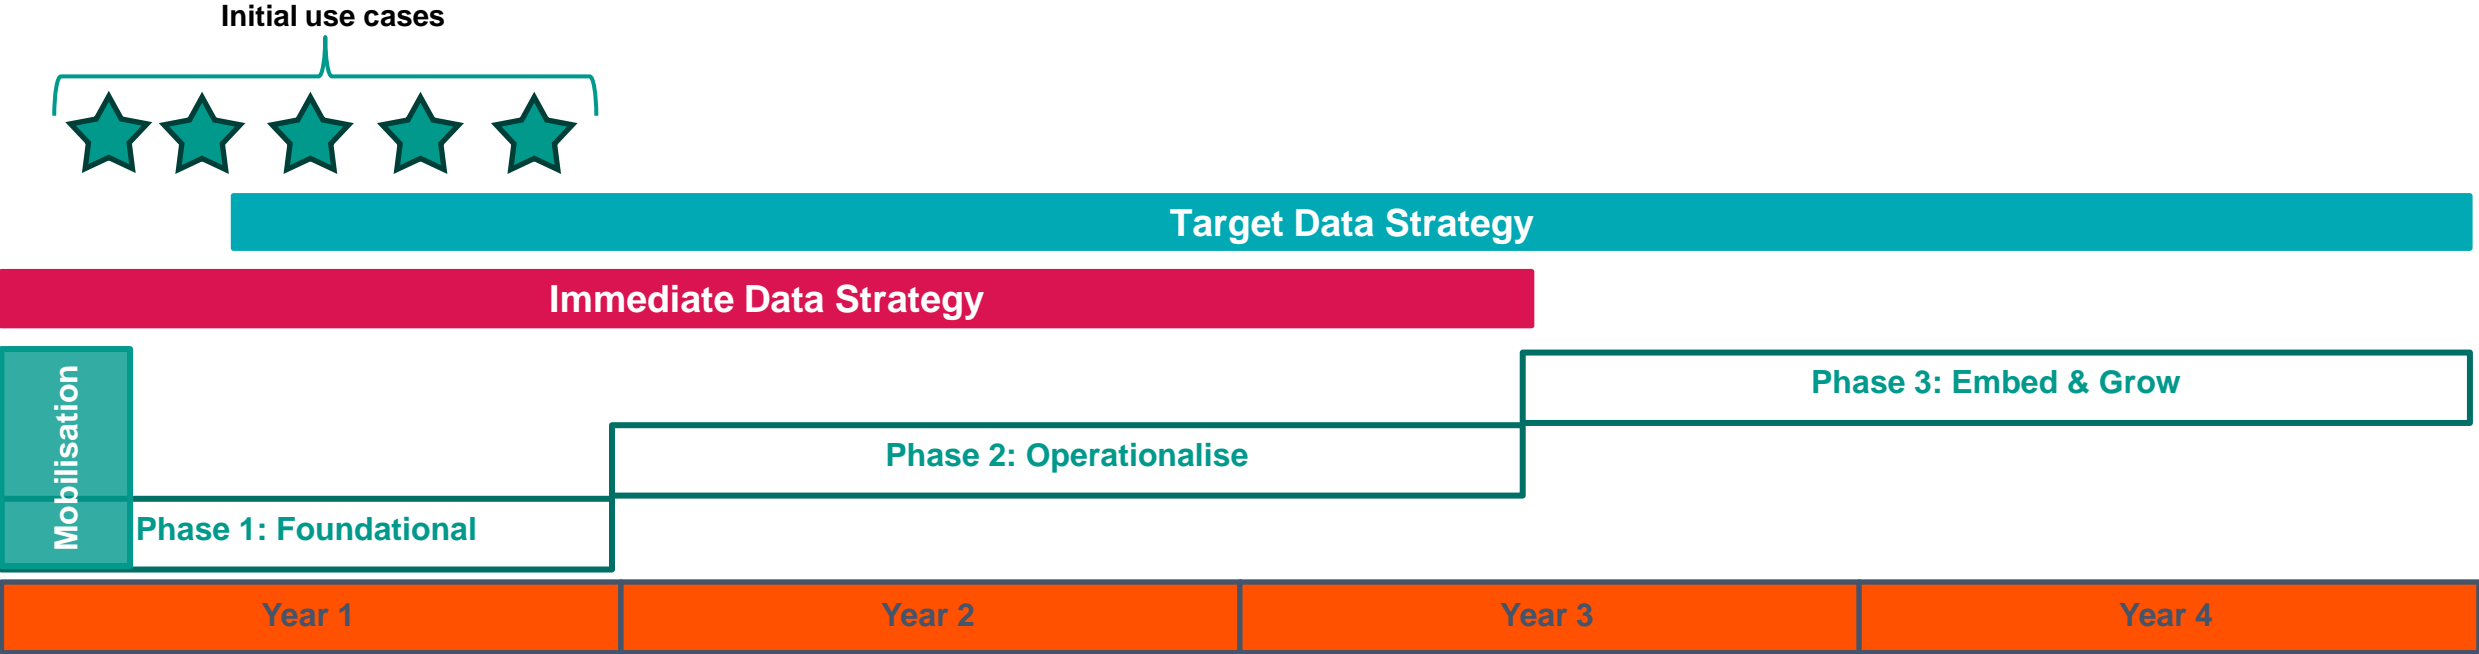 Initial use cases
Target Data Strategy
Immediate Data Strategy
Mobilisation
Phase 3: Embed & Grow
Phase 2: Operationalise
Phase 1: Foundational
Year 1
Year 2
Year 3
Year 4